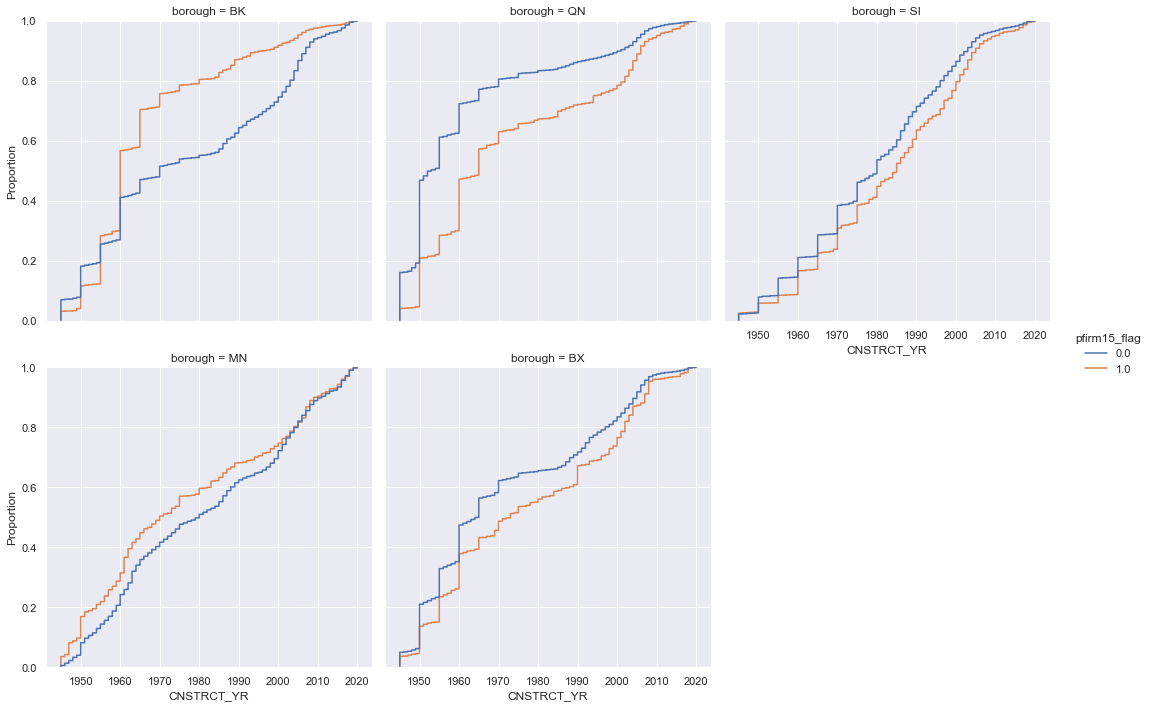 borough = BK
borough = QN
borough = SI
1.0
0.8
0.6
0.4
0.2
0.0
Proportion
1950 1960 1970 1980 1990 2000 2010 2020
CNSTRCT_YR
pfirm15_flag
0.0
1.0
borough = MN
borough = BX
1.0
0.8
0.6
0.4
0.2
0.0
Proportion
1950 1960 1970 1980 1990 2000 2010 2020
CNSTRCT_YR
1950 1960 1970 1980 1990 2000 2010 2020
CNSTRCT_YR